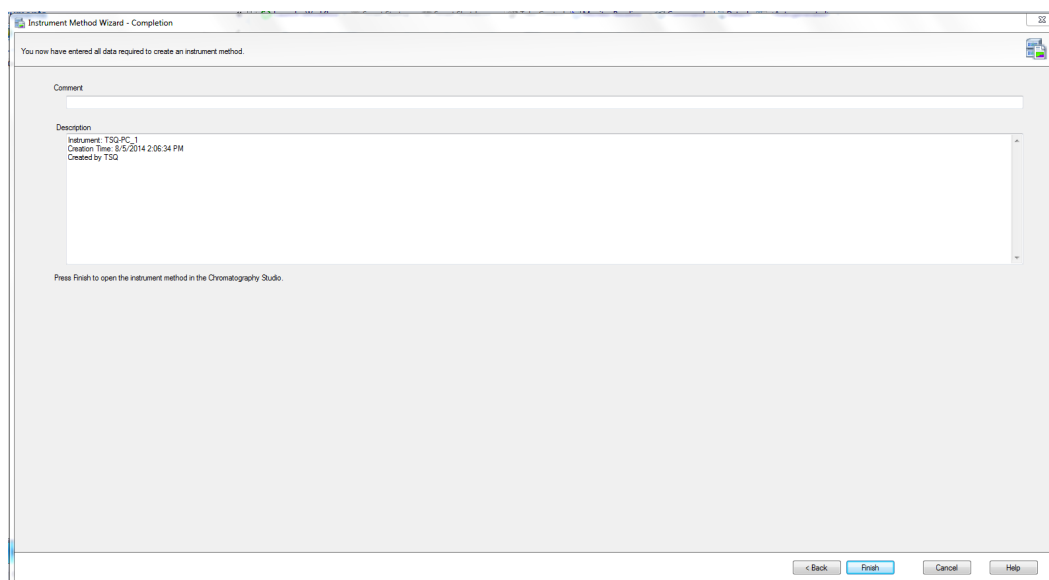 Instrument Method Wizard - Completion
You now have entered all data required to create an instrument method.
Comment
Description
Instrument: TSQ-PC_1
Creation Time: 8/5/2014 2:06:34 PM
Created by TSQ
Press Finish to open the instrument method in the Chromatography Studio.
< Back
Finish
Cancel
Help